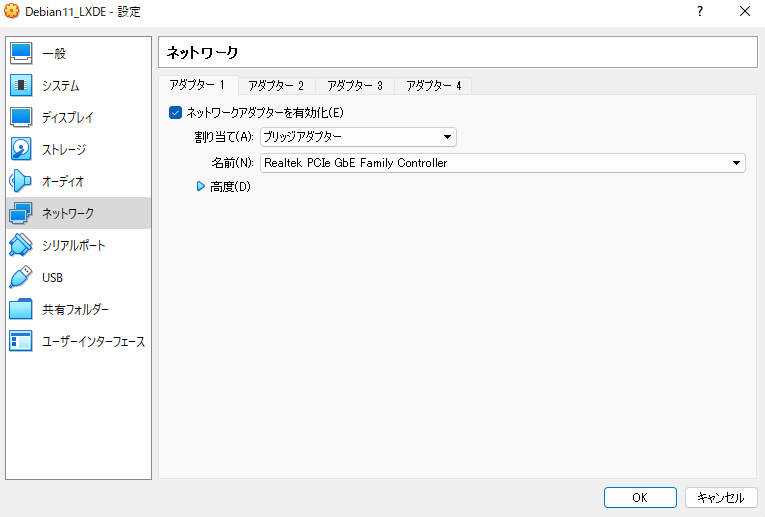 Debian11_LXDE - 設定
?
一般
システム
ディスプレイ
ストレージ
オーディオ
ネットワーク
シリアルポート
USB
共有フォルダー
ユーザーインターフェース
ネットワーク
アダプター 1 アダプター 2 アダプター 3 アダプター 4
ネットワークアダプターを有効化(E)
割り当て(A): ブリッジアダプター
名前(N): Realtek PCIe GbE Family Controller
高度(D)
OK キャンセル